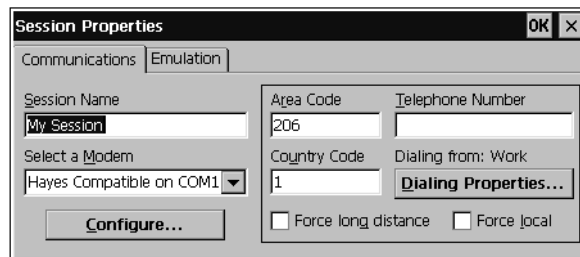 Session Properties OK ×
Communications Emulation
Session Name
My Session
Select a Modem
Hayes Compatible on COM1
Configure...
Area Code Telephone Number
206
Country Code Dialing from: Work
1 Dialing Properties...
Force long distance Force local